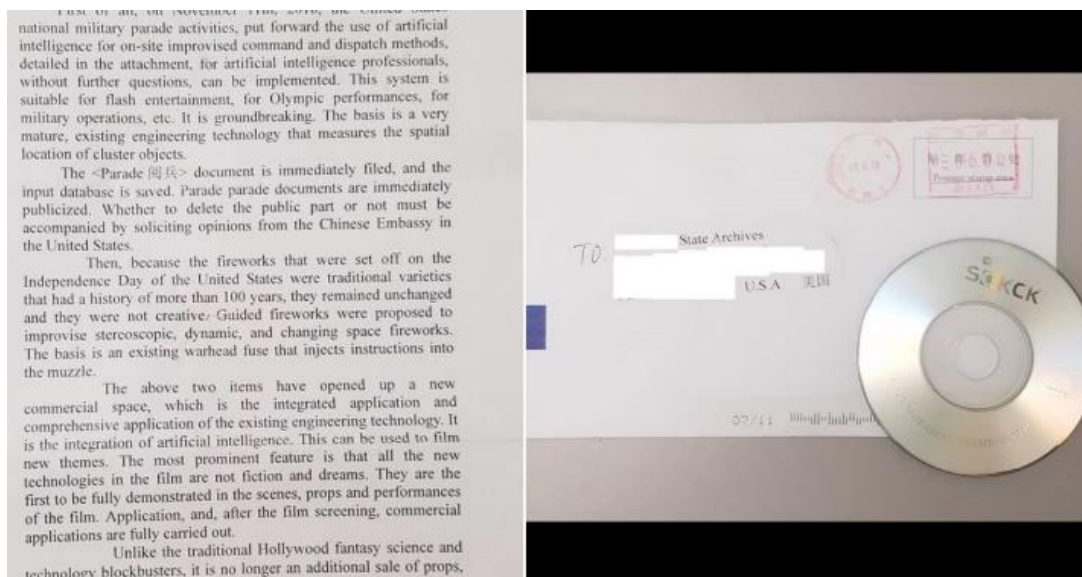 First of all, on November 11th, 2018, the United States
national military parade activities, put forward the use of artificial
intelligence for on-site improvised command and dispatch methods,
detailed in the attachment, for artificial intelligence professionals,
without further questions, can be implemented. This system is
suitable for flash entertainment, for Olympic performances, for
military operations, etc. It is groundbreaking. The basis is a very
mature, existing engineering technology that measures the spatial
location of cluster objects.
The <Parade 阅兵> document is immediately filed, and the
input database is saved. Parade parade documents are immediately
publicized. Whether to delete the public part or not must be
accompanied by soliciting opinions from the Chinese Embassy in
the United States.
Then, because the fireworks that were set off on the
Independence Day of the United States were traditional varieties
that had a history of more than 100 years, they remained unchanged
and they were not creative. Guided fireworks were proposed to
improvise stereoscopic, dynamic, and changing space fireworks.
The basis is an existing warhead fuse that injects instructions into
the muzzle.
The above two items have opened up a new
commercial space, which is the integrated application and
comprehensive application of the existing engineering technology. It
is the integration of artificial intelligence. This can be used to film
new themes. The most prominent feature is that all the new
technologies in the film are not fiction and dreams. They are the
first to be fully demonstrated in the scenes, props and performances
of the film. Application, and, after the film screening, commercial
applications are fully carried out.
Unlike the traditional Hollywood fantasy science and
technology blockbusters, it is no longer an additional sale of props,
Postage stamp area
TO:
State Archives
U.S.A 美国
07/11